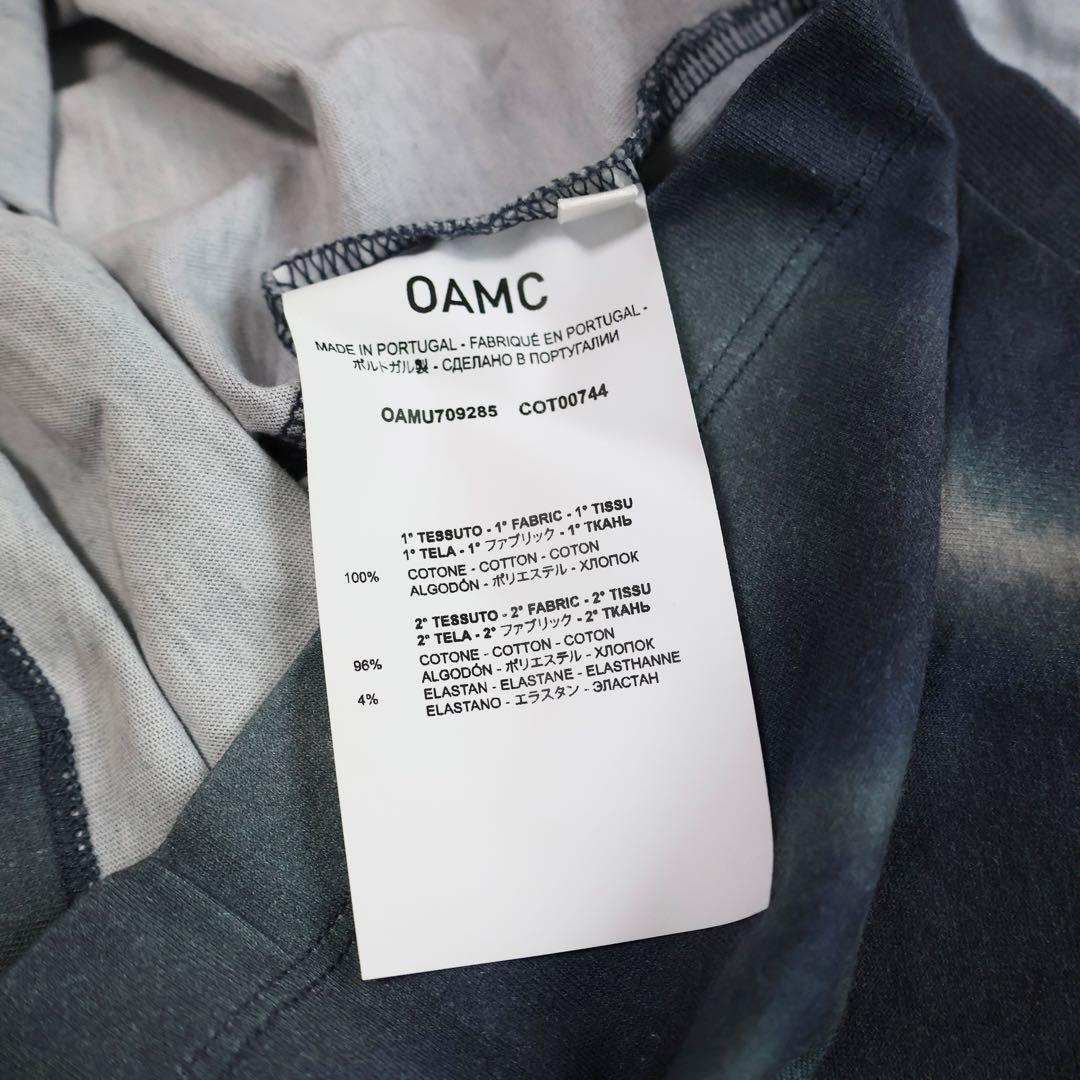 OAMC
MADE IN PORTUGAL - FABRIQUÉ EN PORTUGAL -
ポルトガル製 - СДЕЛАНО В ПОРТУГАЛИИ
OAMU709285 COT00744
1° TESSUTO - 1° FABRIC - 1° TISSU
1° TELA - 1° ファブリック - 1° ТКАНЬ
100% COTONE - COTTON - COTON
ALGODÓN - ポリエステル - ХЛОПОК
2° TESSUTO - 2° FABRIC - 2° TISSU
2° TELA - 2° ファブリック - 2° ТКАНЬ
96% COTONE - COTTON - COTON
ALGODÓN - ポリエステル - ХЛОПОК
4% ELASTAN - ELASTANE - ELASTHANNE
ELASTANO - エラスタン - ЭЛАСТАН